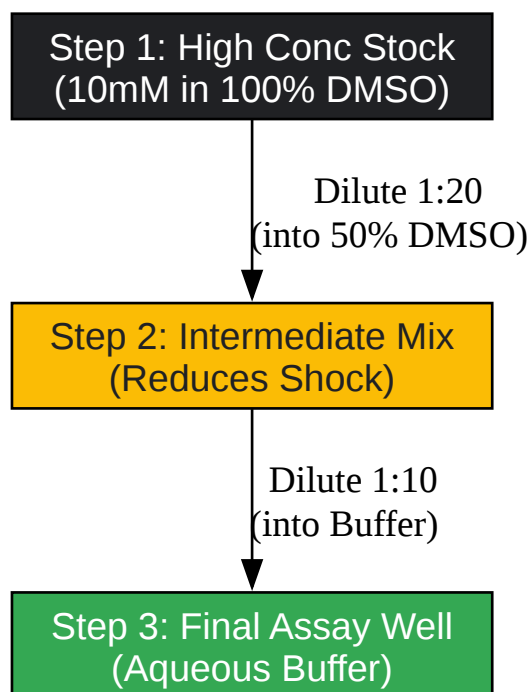 Step 1: High Conc Stock
(10mM in 100% DMSO)
Dilute 1:20
(into 50% DMSO)
Step 2: Intermediate Mix
(Reduces Shock)
Dilute 1:10
(into Buffer)
Step 3: Final Assay Well
(Aqueous Buffer)